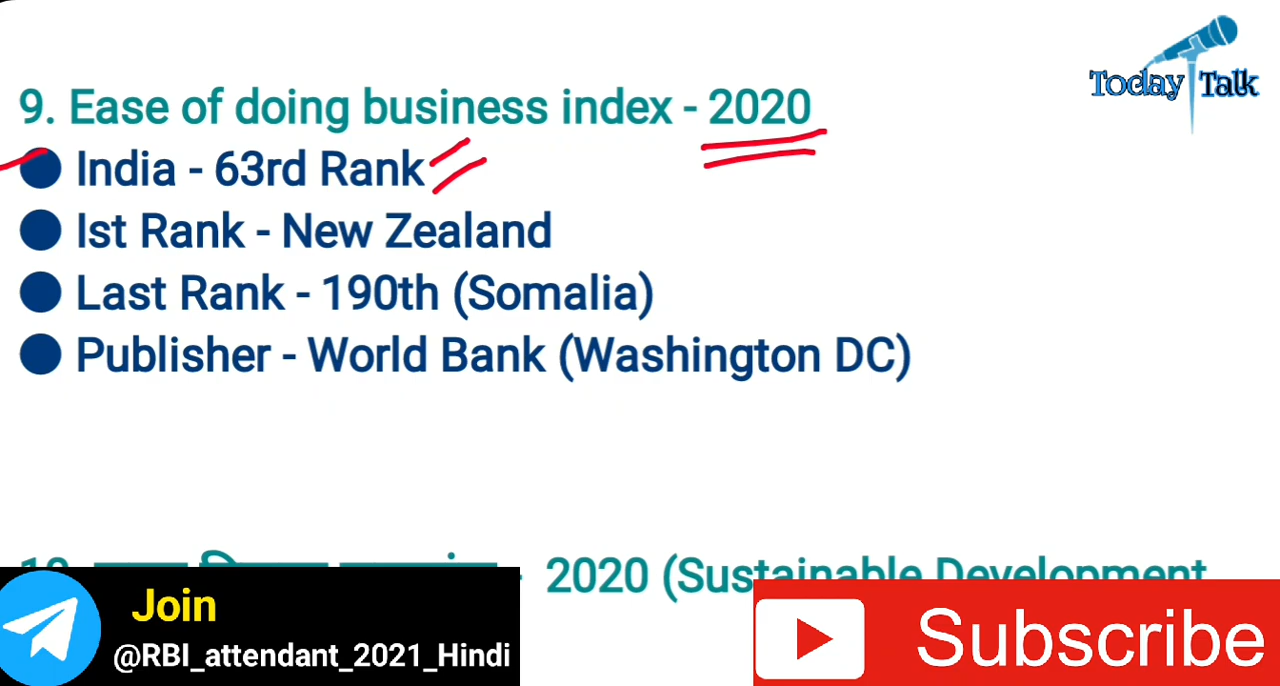 Today Talk
9. Ease of doing business index - 2020
India - 63rd Rank
Ist Rank - New Zealand
Last Rank - 190th (Somalia)
Publisher - World Bank (Washington DC)
2020 (Sustainable Development
Join
@RBI_attendant_2021_Hindi
Subscribe